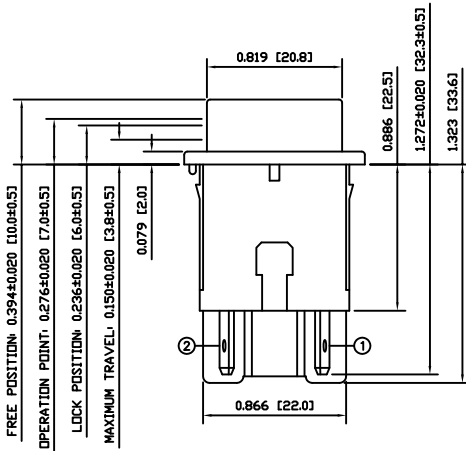 0.819 [20.8]
0.886 [22.5]
1.272±0.020 [32.3±0.5]
1.323 [33.6]
FREE POSITION: 0.394±0.020 [10.0±0.5]
OPERATION POINT: 0.276±0.020 [7.0±0.5]
LOCK POSITION: 0.236±0.020 [6.0±0.5]
MAXIMUM TRAVEL: 0.150±0.020 [3.8±0.5]
0.079 [2.0]
2
1
0.866 [22.0]